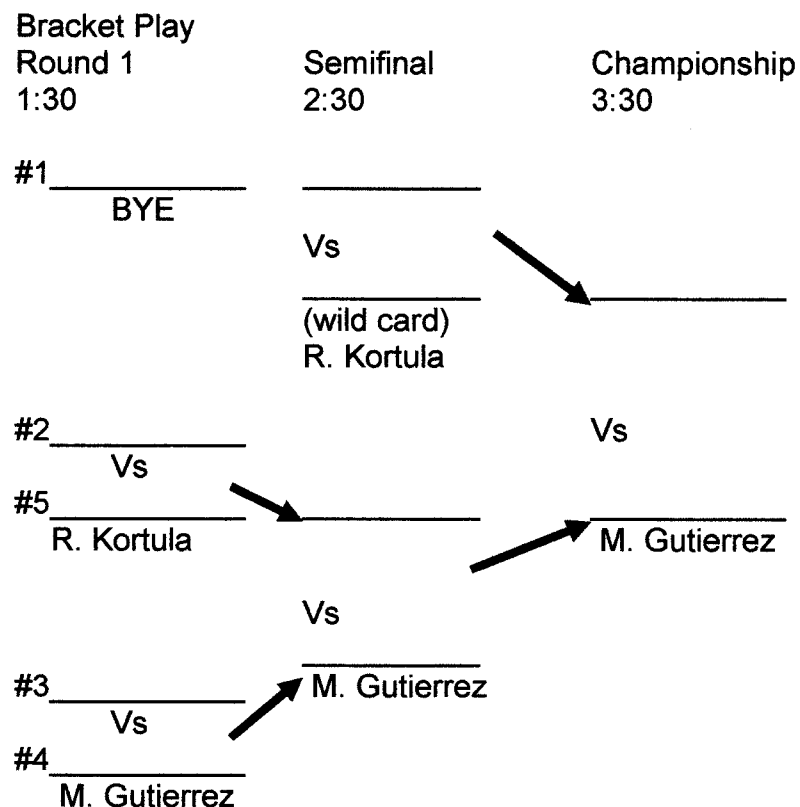 Bracket Play
Round 1
1:30
Semifinal
2:30
Championship
3:30
#1
BYE
Vs
(wild card)
R. Kortula
#2
Vs
#5
R. Kortula
Vs
M. Gutierrez
Vs
M. Gutierrez
#3
Vs
#4
M. Gutierrez